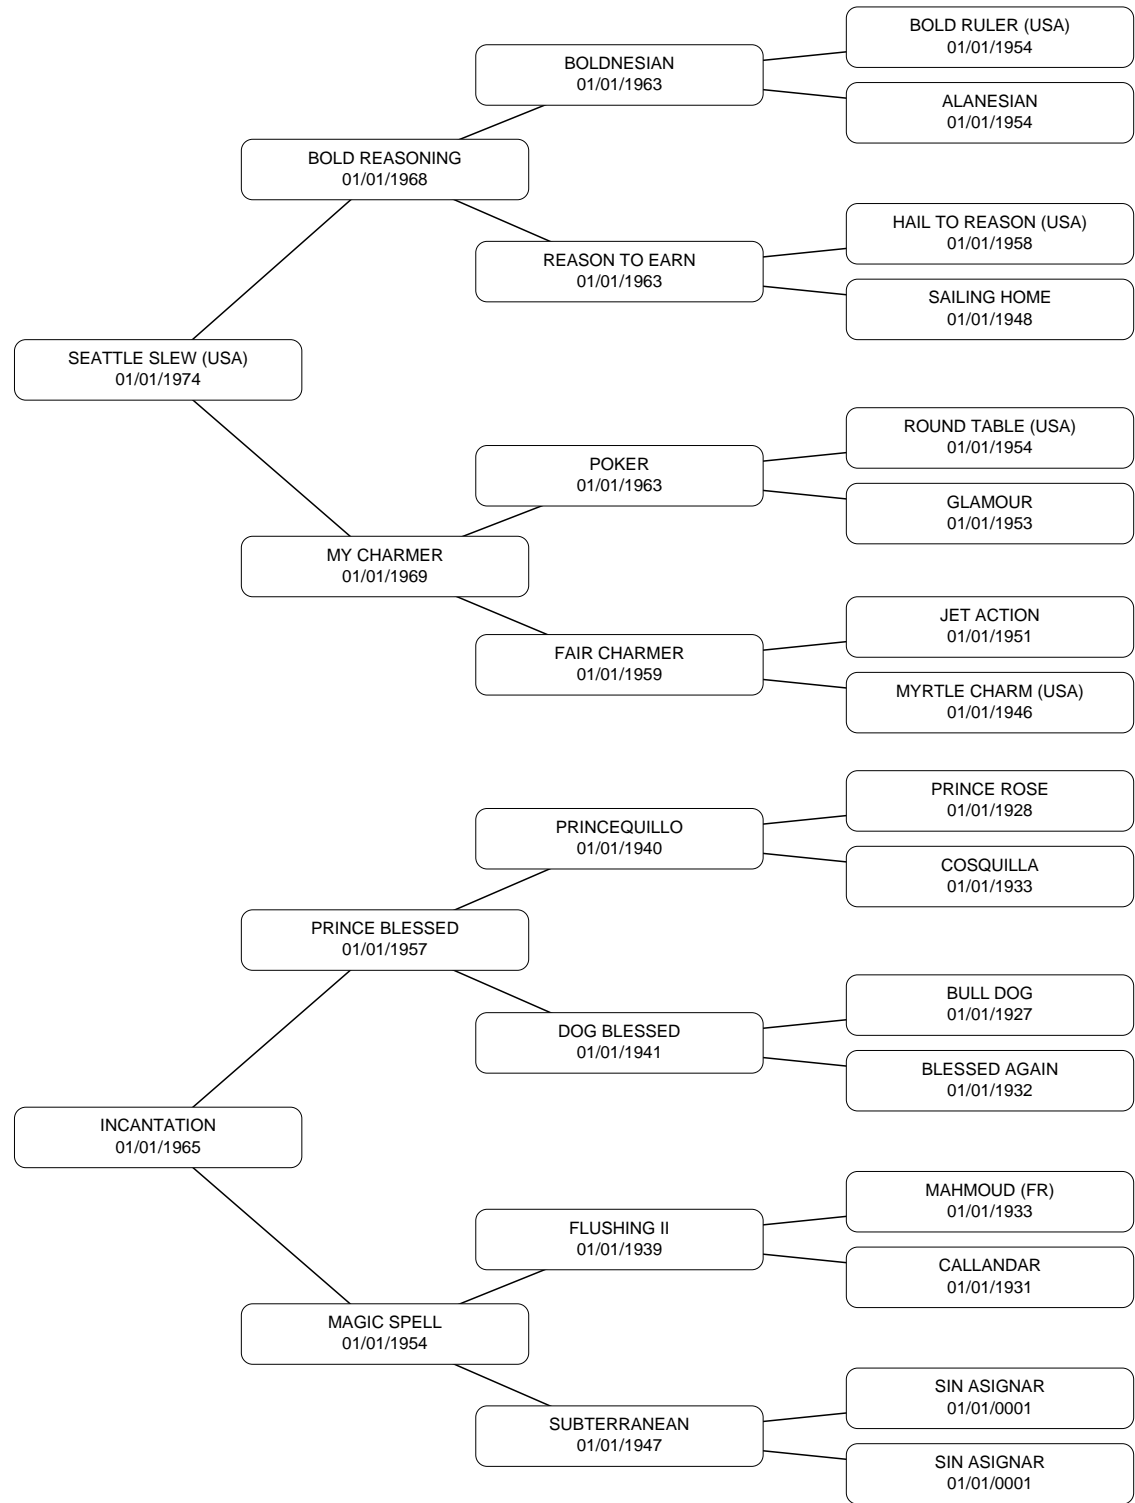 BOLD RULER (USA)
01/01/1954
BOLDNESIAN
01/01/1963
ALANESIAN
01/01/1954
BOLD REASONING
01/01/1968
HAIL TO REASON (USA)
01/01/1958
REASON TO EARN
01/01/1963
SAILING HOME
01/01/1948
SEATTLE SLEW (USA)
01/01/1974
ROUND TABLE (USA)
01/01/1954
POKER
01/01/1963
GLAMOUR
01/01/1953
MY CHARMER
01/01/1969
JET ACTION
01/01/1951
FAIR CHARMER
01/01/1959
MYRTLE CHARM (USA)
01/01/1946
PRINCE ROSE
01/01/1928
PRINCEQUILLO
01/01/1940
COSQUILLA
01/01/1933
PRINCE BLESSED
01/01/1957
BULL DOG
01/01/1927
DOG BLESSED
01/01/1941
BLESSED AGAIN
01/01/1932
INCANTATION
01/01/1965
MAHMOUD (FR)
01/01/1933
FLUSHING II
01/01/1939
CALLANDAR
01/01/1931
MAGIC SPELL
01/01/1954
SIN ASIGNAR
01/01/0001
SUBTERRANEAN
01/01/1947
SIN ASIGNAR
01/01/0001